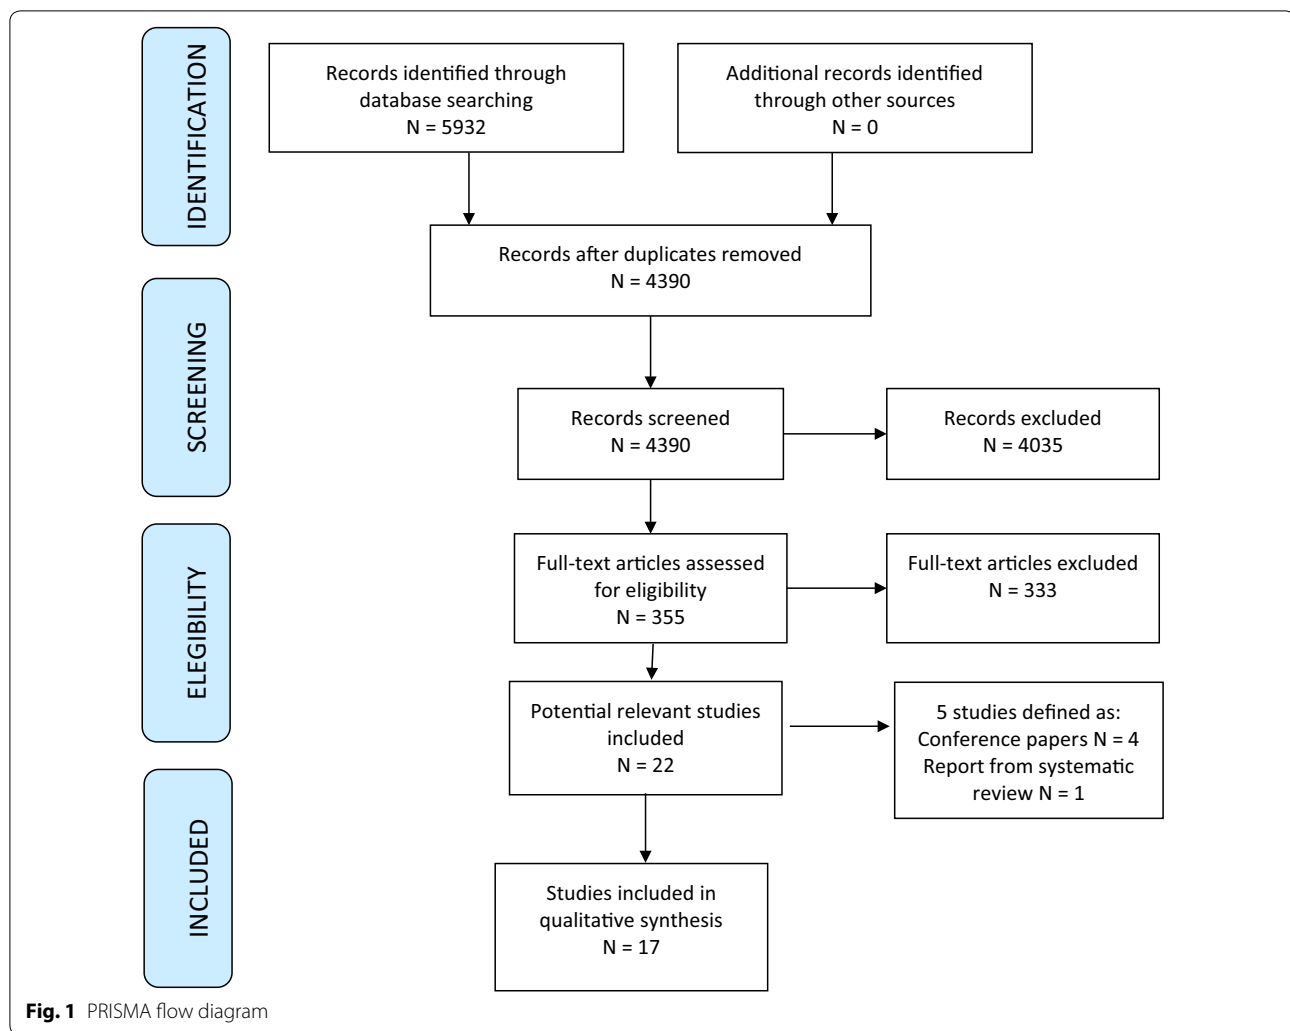 IDENTIFICATION
Records identified through
database searching
N = 5932
Additional records identified
through other sources
N = 0
Records after duplicates removed
N = 4390
SCREENING
Records screened
N = 4390
Records excluded
N = 4035
ELEGIBILITY
Full-text articles assessed
for eligibility
N = 355
Full-text articles excluded
N = 333
Potential relevant studies
included
N = 22
5 studies defined as:
Conference papers N = 4
Report from systematic
review N = 1
INCLUDED
Studies included in
qualitative synthesis
N = 17
Fig. 1 PRISMA flow diagram